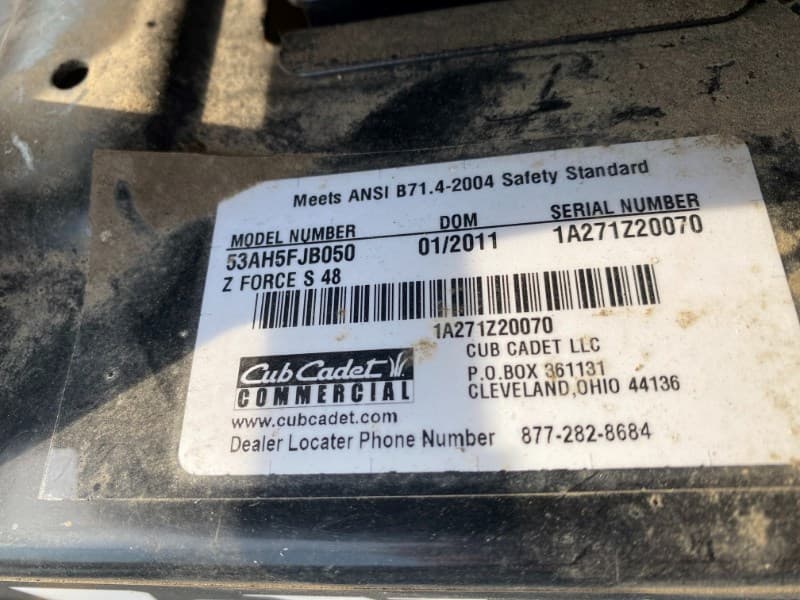 Meets ANSI B71.4-2004 Safety Standard
MODEL NUMBER DOM SERIAL NUMBER
53AH5FJB050 01/2011 1A271Z20070
Z FORCE S 48
1A271Z20070
CUB CADET LLC
P.O.BOX 361131
CLEVELAND,OHIO 44136
Cub Cadet
COMMERCIAL
www.cubcadet.com
Dealer Locater Phone Number 877-282-8684